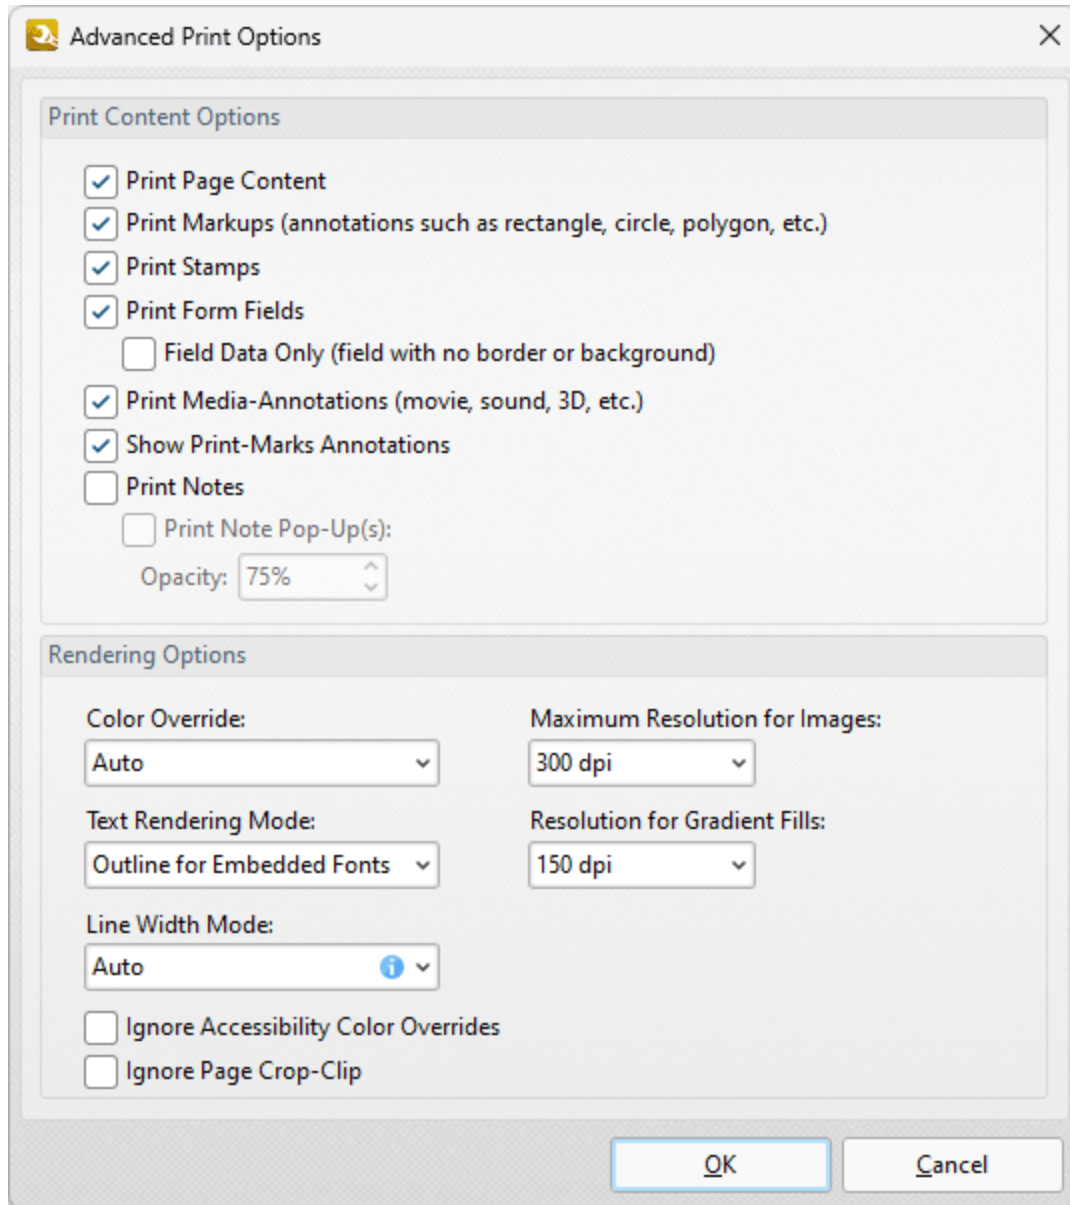 Advanced Print Options
Print Content Options
Print Page Content
Print Markups (annotations such as rectangle, circle, polygon, etc.)
Print Stamps
Print Form Fields
Field Data Only (field with no border or background)
Print Media-Annotations (movie, sound, 3D, etc.)
Show Print-Marks Annotations
Print Notes
Print Note Pop-Up(s):
Opacity: 75%
Rendering Options
Color Override:
Auto
Maximum Resolution for Images:
300 dpi
Text Rendering Mode:
Outline for Embedded Fonts
Resolution for Gradient Fills:
150 dpi
Line Width Mode:
Auto
Ignore Accessibility Color Overrides
Ignore Page Crop-Clip
OK
Cancel